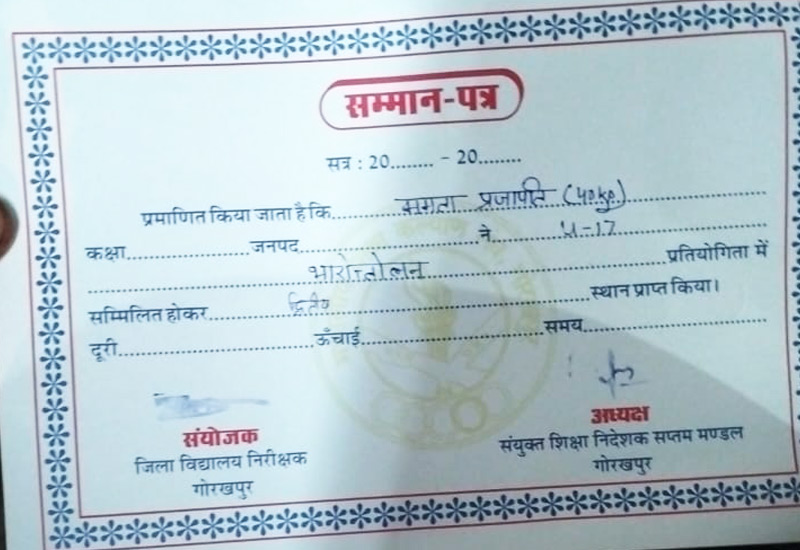 सम्मान-पत्र
सत्र : 20........ - 20........
प्रमाणित किया जाता है कि.......... प्रजापति (40kg)..........
कक्षा..........जनपद..........ने.......... U-17..........
.......... भारोत्तोलन ..........प्रतियोगिता में
सम्मिलित होकर.......... द्वितीय ..........स्थान प्राप्त किया।
दूरी..........ऊँचाई..........समय..........
संयोजक
जिला विद्यालय निरीक्षक
गोरखपुर
अध्यक्ष
संयुक्त शिक्षा निदेशक सप्तम मण्डल
गोरखपुर